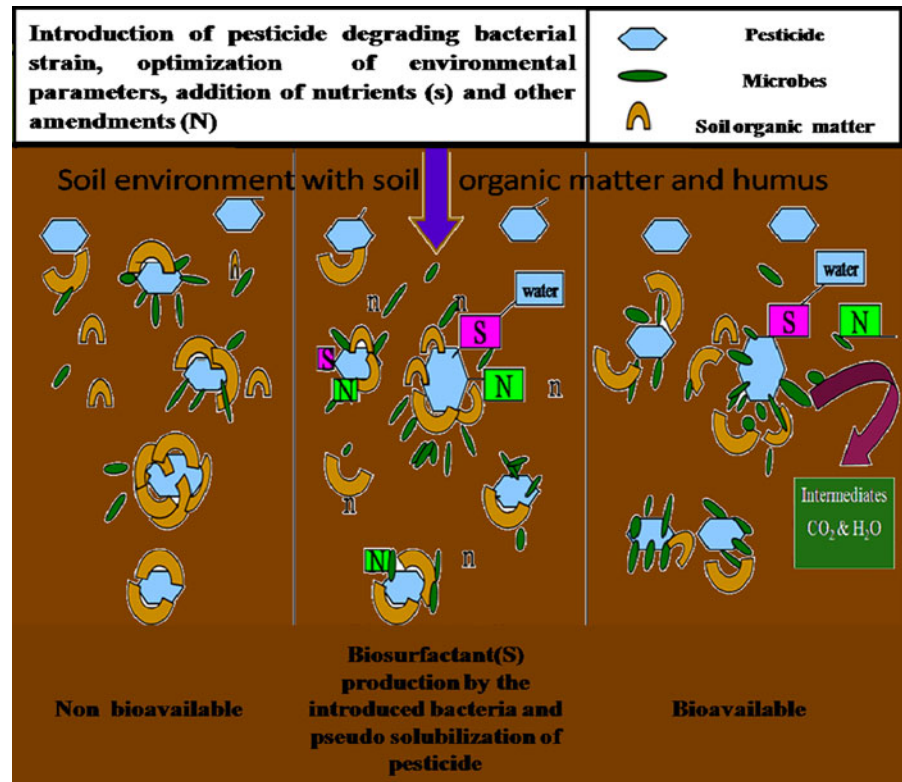 Introduction of pesticide degrading bacterial
strain, optimization of environmental
parameters, addition of nutrients (s) and other
amendments (N)
Pesticide
Microbes
Soil organic matter
Soil environment with soil organic matter and humus
water
n
n
S
S
N
N
n
n
N
n
water
S
N
Intermediates
CO₂ & H₂O
Non bioavailable
Biosurfactant(S)
production by the
introduced bacteria and
pseudo solubilization of
pesticide
Bioavailable